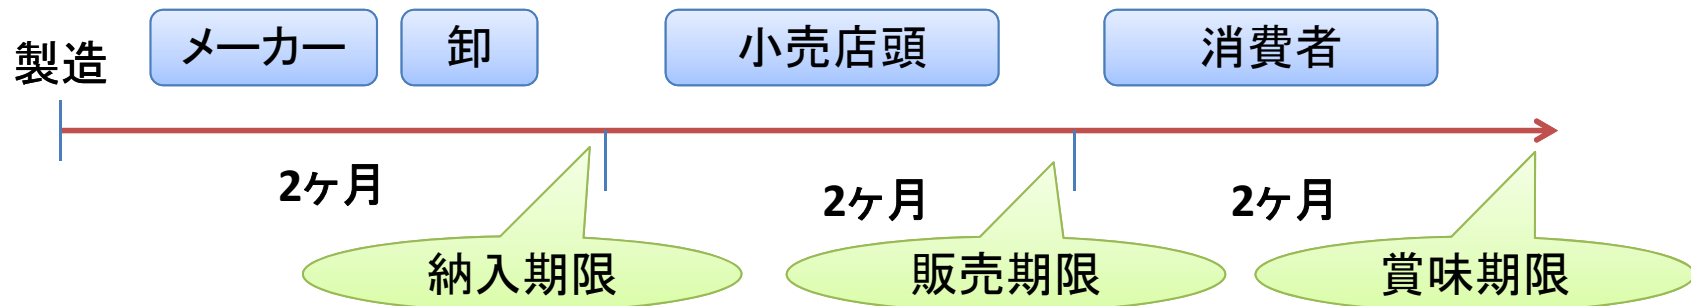 製造
メーカー
卸
小売店頭
消費者
2ヶ月
2ヶ月
2ヶ月
納入期限
販売期限
賞味期限